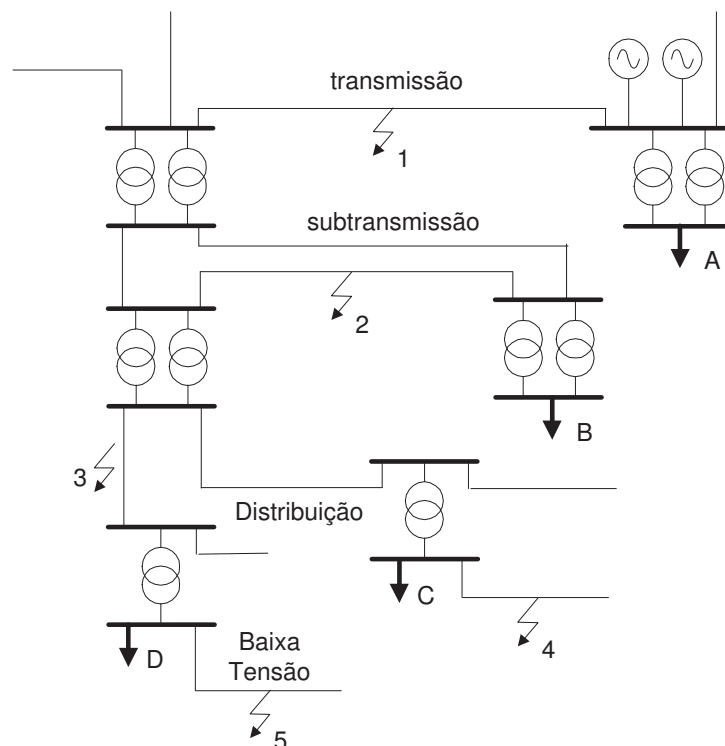 transmissão
1
A
subtransmissão
2
B
3
Distribuição
C
4
D
Baixa
Tensão
5